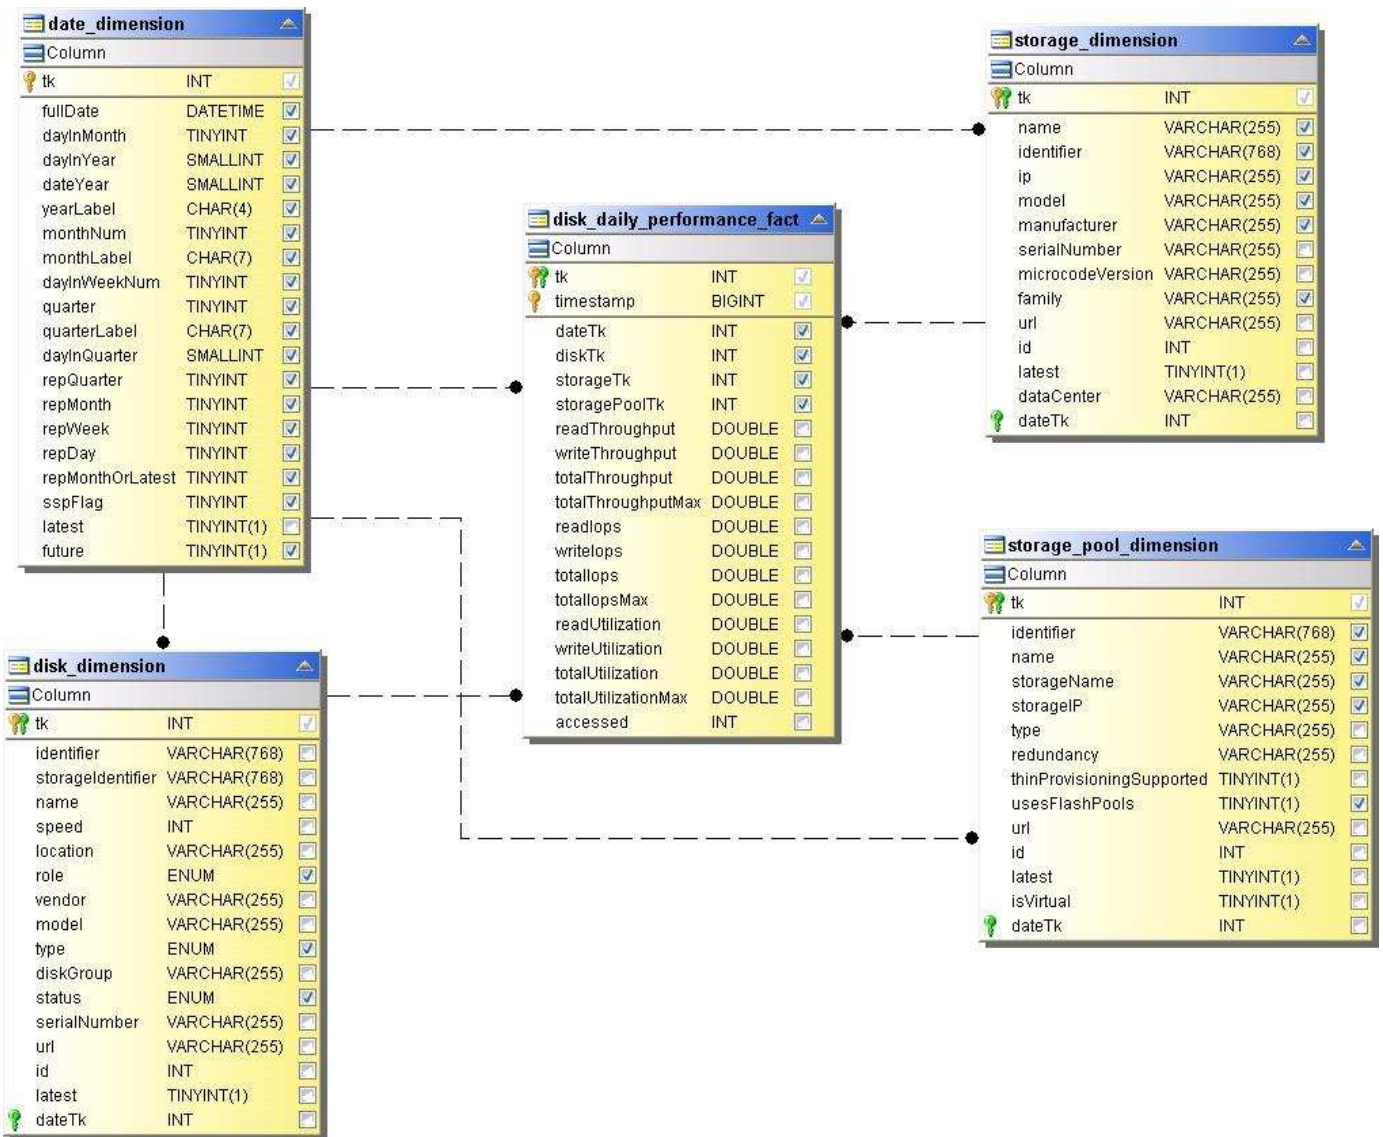 date_dimension
Column
tk INT
fullDate DATETIME
dayInMonth TINYINT
dayInYear SMALLINT
dateYear SMALLINT
yearLabel CHAR(4)
monthNum TINYINT
monthLabel CHAR(7)
dayInWeekNum TINYINT
quarter TINYINT
quarterLabel CHAR(7)
dayInQuarter SMALLINT
repQuarter TINYINT
repMonth TINYINT
repWeek TINYINT
repDay TINYINT
repMonthOrLatest TINYINT
sspFlag TINYINT
latest TINYINT(1)
future TINYINT(1)
storage_dimension
Column
tk INT
name VARCHAR(255)
identifier VARCHAR(768)
ip VARCHAR(255)
model VARCHAR(255)
manufacturer VARCHAR(255)
serialNumber VARCHAR(255)
microcodeVersion VARCHAR(255)
family VARCHAR(255)
url VARCHAR(255)
id INT
latest TINYINT(1)
dataCenter VARCHAR(255)
dateTk INT
disk_daily_performance_fact
Column
tk INT
timestamp BIGINT
dateTk INT
diskTk INT
storageTk INT
storagePoolTk INT
readThroughput DOUBLE
writeThroughput DOUBLE
totalThroughput DOUBLE
totalThroughputMax DOUBLE
readIops DOUBLE
writeIops DOUBLE
totalIops DOUBLE
totalIopsMax DOUBLE
readUtilization DOUBLE
writeUtilization DOUBLE
totalUtilization DOUBLE
totalUtilizationMax DOUBLE
accessed INT
storage_pool_dimension
Column
tk INT
identifier VARCHAR(768)
name VARCHAR(255)
storageName VARCHAR(255)
storageIP VARCHAR(255)
type VARCHAR(255)
redundancy VARCHAR(255)
thinProvisioningSupported TINYINT(1)
usesFlashPools TINYINT(1)
url VARCHAR(255)
id INT
latest TINYINT(1)
isVirtual TINYINT(1)
dateTk INT
disk_dimension
Column
tk INT
identifier VARCHAR(768)
storageIdentifier VARCHAR(768)
name VARCHAR(255)
speed INT
location VARCHAR(255)
role ENUM
vendor VARCHAR(255)
model VARCHAR(255)
type ENUM
diskGroup VARCHAR(255)
status ENUM
serialNumber VARCHAR(255)
url VARCHAR(255)
id INT
latest TINYINT(1)
dateTk INT